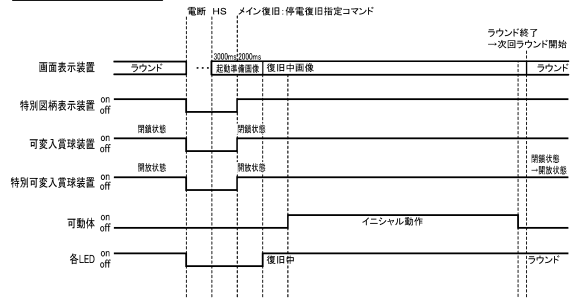 電断 HS メイン復旧:停電復旧指定コマンド
ラウンド終了
→次回ラウンド開始
3000ms 2000ms
画面表示装置 ラウンド ・・・ 起動準備画像 復旧中画像 ラウンド
特別図柄表示装置 on
off
閉鎖状態 閉鎖状態
可変入賞球装置 on
off
閉鎖状態
→開放状態
開放状態 開放状態
特別可変入賞球装置 on
off
可動体 on
off
イニシャル動作
各LED on
off
復旧中 ラウンド